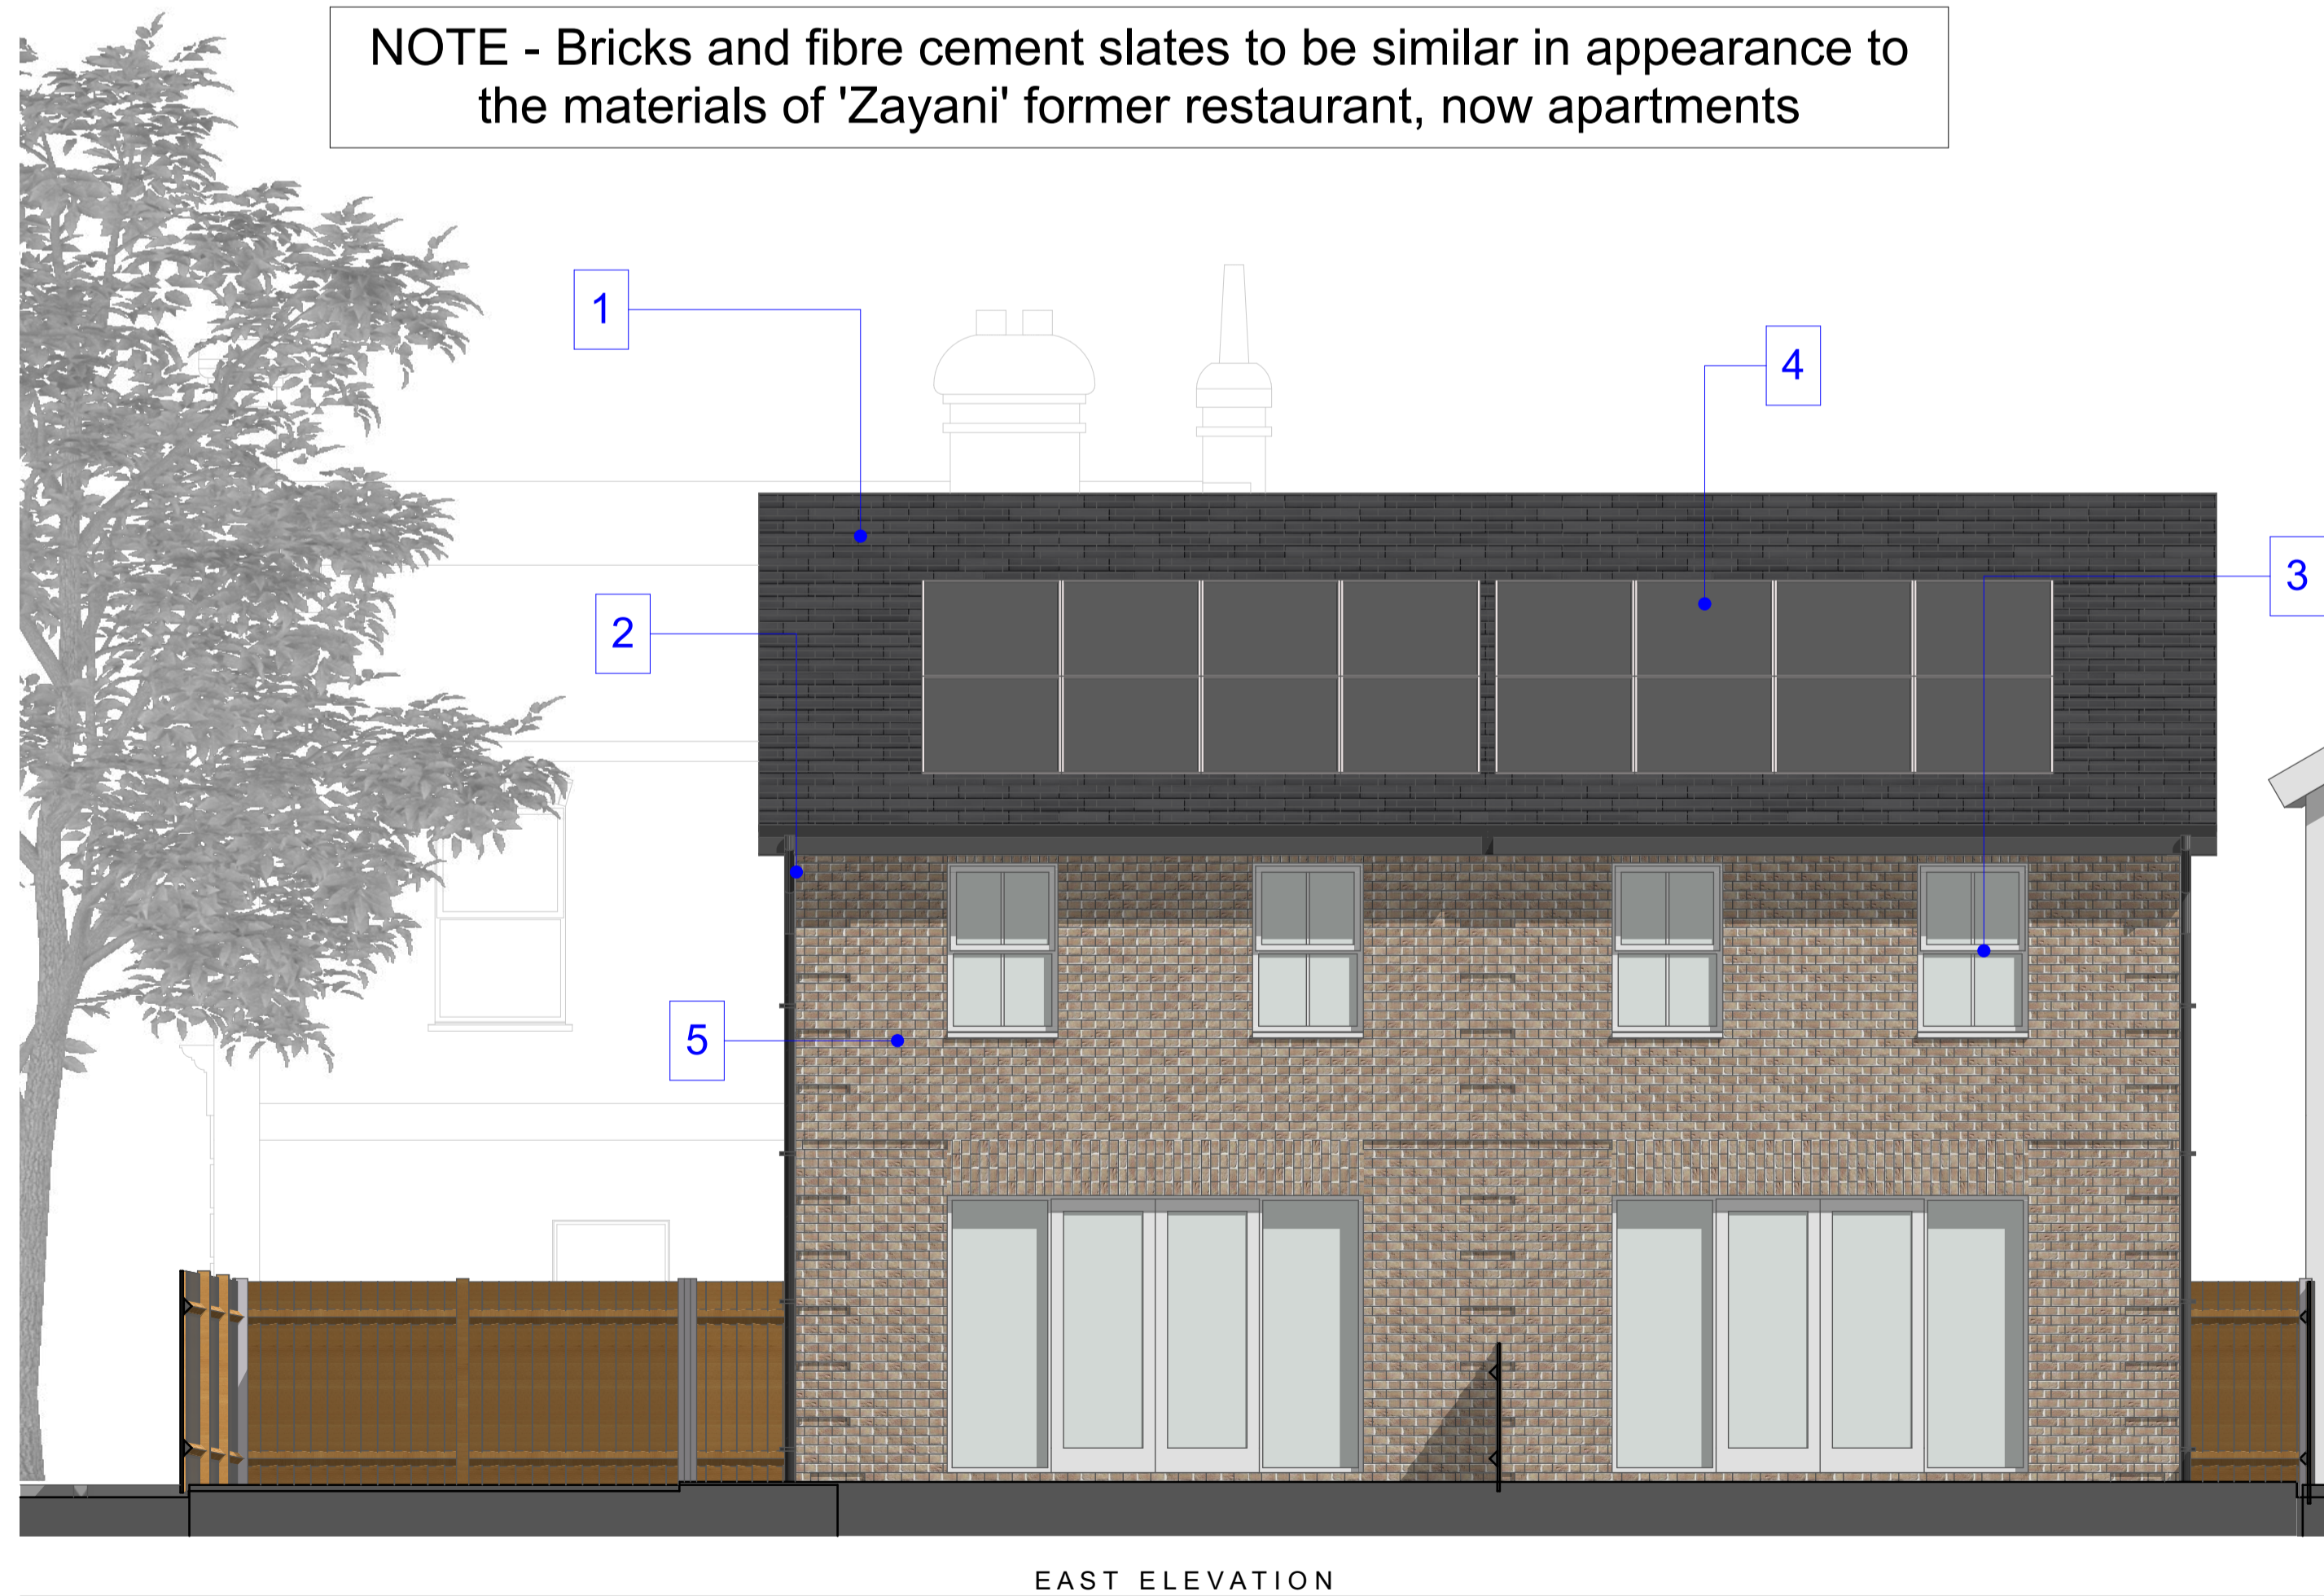 NOTE - Bricks and fibre cement slates to be similar in appearance to
the materials of 'Zayani' former restaurant, now apartments
1
4
3
2
5
EAST ELEVATION